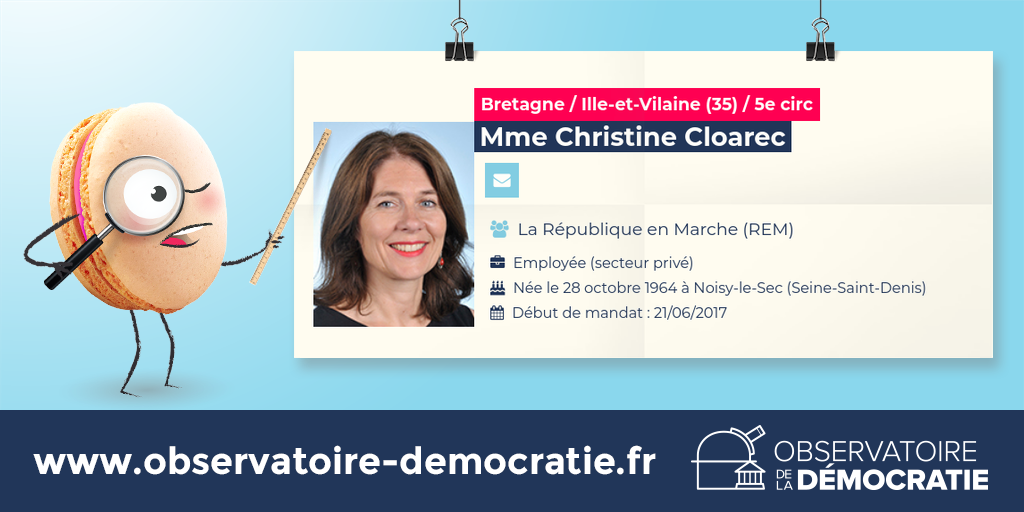 Bretagne / Ille-et-Vilaine (35) / 5e circ
Mme Christine Cloarec
La République en Marche (REM)
Employée (secteur privé)
Née le 28 octobre 1964 à Noisy-le-Sec (Seine-Saint-Denis)
Début de mandat : 21/06/2017
www.observatoire-democratie.fr
OBSERVATOIRE
DE LA DÉMOCRATIE